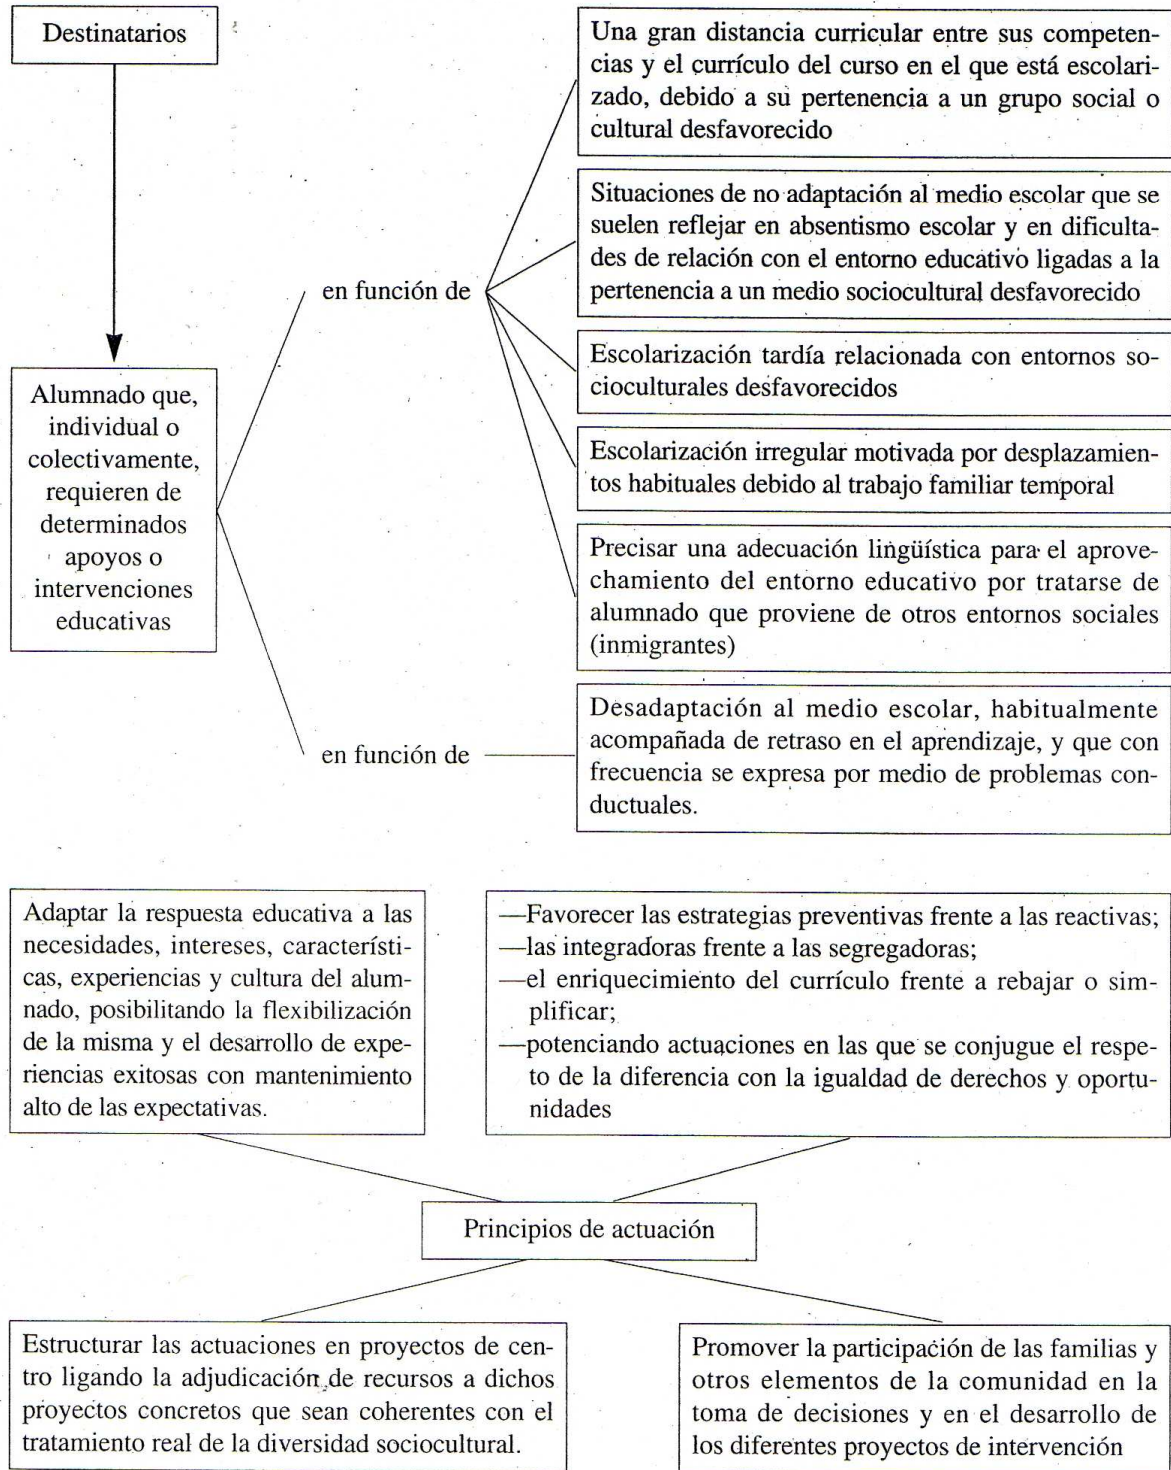 Destinatarios
Una gran distancia curricular entre sus competen-
cias y el currículo del curso en el que está escolari-
zado, debido a su pertenencia a un grupo social o
cultural desfavorecido
Situaciones de no adaptación al medio escolar que se
suelen reflejar en absentismo escolar y en dificulta-
des de relación con el entorno educativo ligadas a la
pertenencia a un medio sociocultural desfavorecido
en función de
Escolarización tardía relacionada con entornos so-
cioculturales desfavorecidos
Alumnado que,
individual o
colectivamente,
requieren de
determinados
apoyos o
intervenciones
educativas
Escolarización irregular motivada por desplazamien-
tos habituales debido al trabajo familiar temporal
Precisar una adecuación lingüística para el aprove-
chamiento del entorno educativo por tratarse de
alumnado que proviene de otros entornos sociales
(inmigrantes)
en función de
Desadaptación al medio escolar, habitualmente
acompañada de retraso en el aprendizaje, y que con
frecuencia se expresa por medio de problemas con-
ductuales.
Adaptar la respuesta educativa a las
necesidades, intereses, característi-
cas, experiencias y cultura del alum-
nado, posibilitando la flexibilización
de la misma y el desarrollo de expe-
riencias exitosas con mantenimiento
alto de las expectativas.
—Favorecer las estrategias preventivas frente a las reactivas;
—las integradoras frente a las segregadoras;
—el enriquecimiento del currículo frente a rebajar o sim-
plificar;
—potenciando actuaciones en las que se conjugue el respe-
to de la diferencia con la igualdad de derechos y oportu-
nidades
Principios de actuación
Estructurar las actuaciones en proyectos de cen-
tro ligando la adjudicación de recursos a dichos
proyectos concretos que sean coherentes con el
tratamiento real de la diversidad sociocultural.
Promover la participación de las familias y
otros elementos de la comunidad en la
toma de decisiones y en el desarrollo de
los diferentes proyectos de intervención